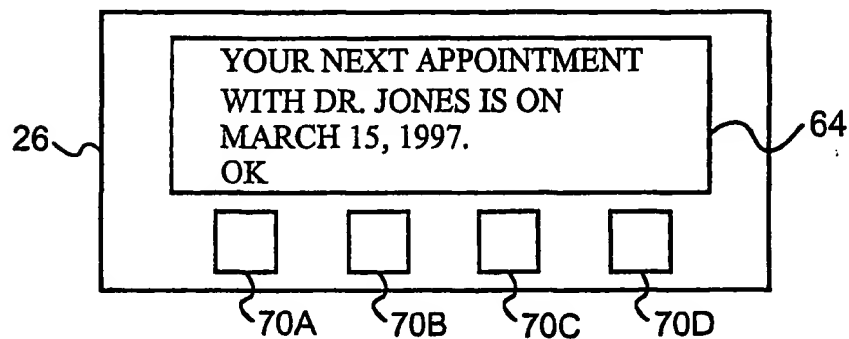 YOUR NEXT APPOINTMENT
WITH DR. JONES IS ON
MARCH 15, 1997.
OK
26
64
70A 70B 70C 70D